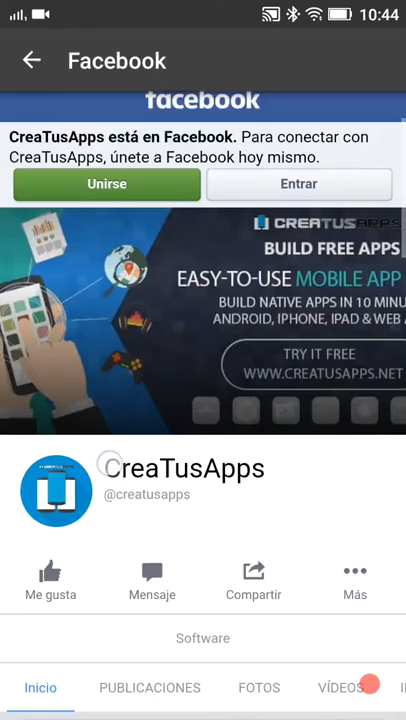 10:44
Facebook
facebook
CreaTusApps está en Facebook. Para conectar con
CreaTusApps, únete a Facebook hoy mismo.
Unirse Entrar
CREATUSAPPS
BUILD FREE APPS
EASY-TO-USE MOBILE APP
BUILD NATIVE APPS IN 10 MINU
ANDROID, IPHONE, IPAD & WEB
TRY IT FREE
WWW.CREATUSAPPS.NET
CreaTusApps
@creatusapps
Me gusta Mensaje Compartir Más
Software
Inicio PUBLICACIONES FOTOS VÍDEOS